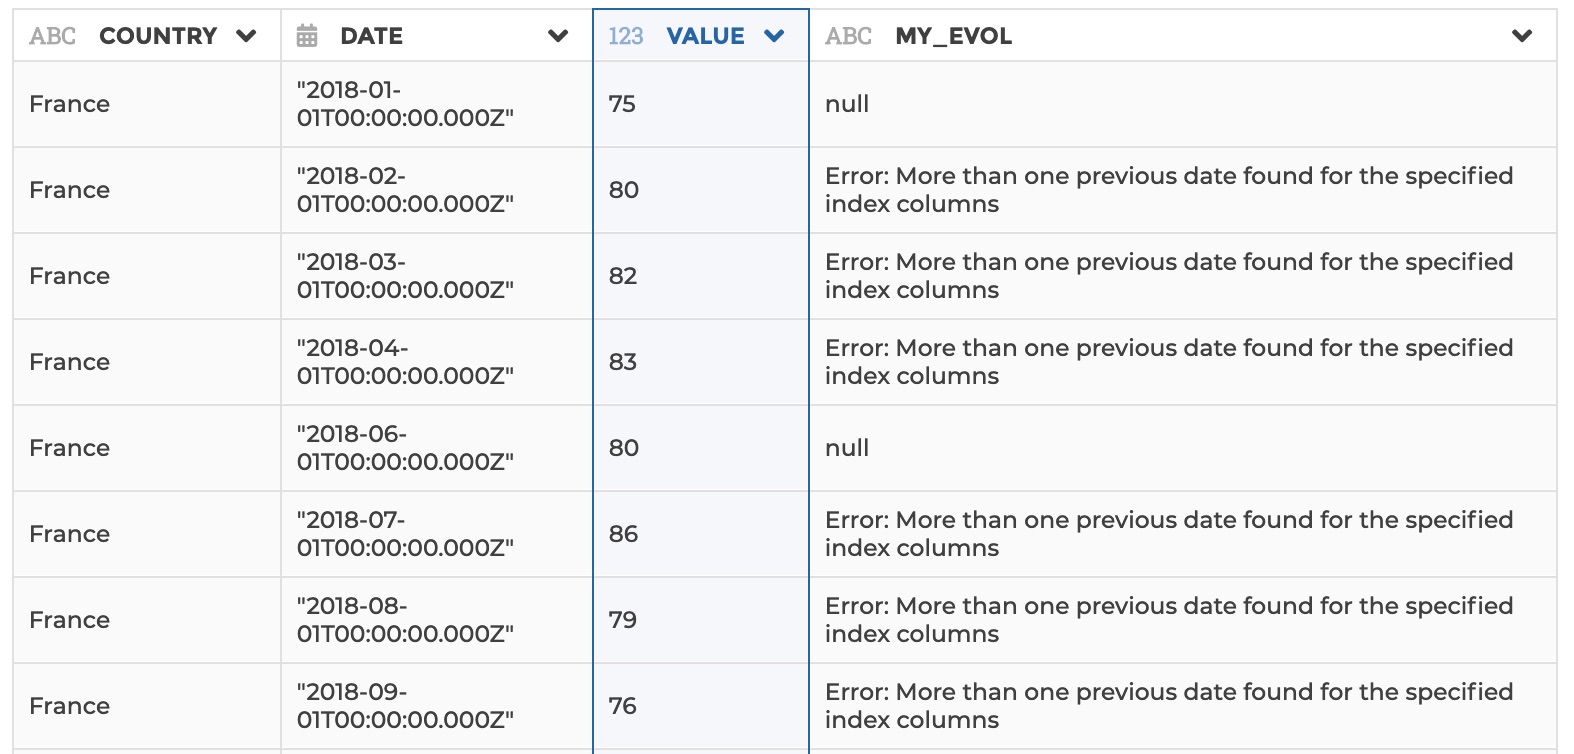 ABC COUNTRY DATE 123 VALUE ABC MY_EVOL
France "2018-01-
01T00:00:00.000Z" 75 null
France "2018-02-
01T00:00:00.000Z" 80 Error: More than one previous date found for the specified
index columns
France "2018-03-
01T00:00:00.000Z" 82 Error: More than one previous date found for the specified
index columns
France "2018-04-
01T00:00:00.000Z" 83 Error: More than one previous date found for the specified
index columns
France "2018-06-
01T00:00:00.000Z" 80 null
France "2018-07-
01T00:00:00.000Z" 86 Error: More than one previous date found for the specified
index columns
France "2018-08-
01T00:00:00.000Z" 79 Error: More than one previous date found for the specified
index columns
France "2018-09-
01T00:00:00.000Z" 76 Error: More than one previous date found for the specified
index columns